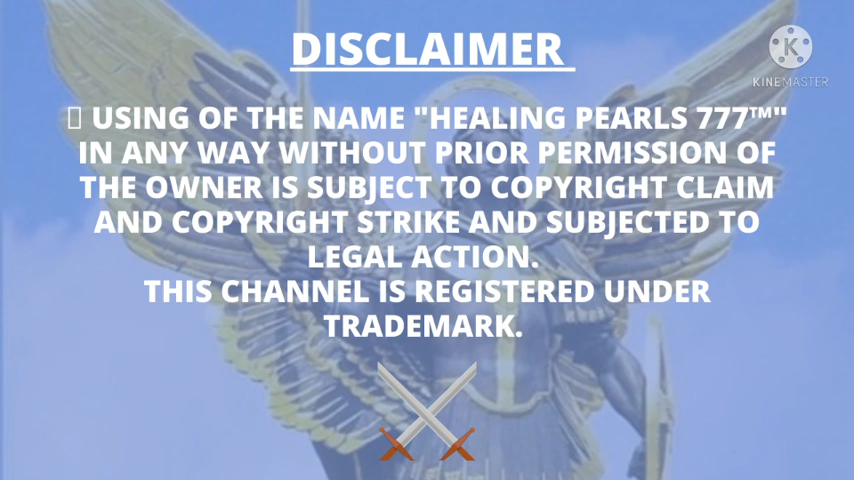 DISCLAIMER
KINEMASTER
▯ USING OF THE NAME "HEALING PEARLS 777™"
IN ANY WAY WITHOUT PRIOR PERMISSION OF
THE OWNER IS SUBJECT TO COPYRIGHT CLAIM
AND COPYRIGHT STRIKE AND SUBJECTED TO
LEGAL ACTION.
THIS CHANNEL IS REGISTERED UNDER
TRADEMARK.